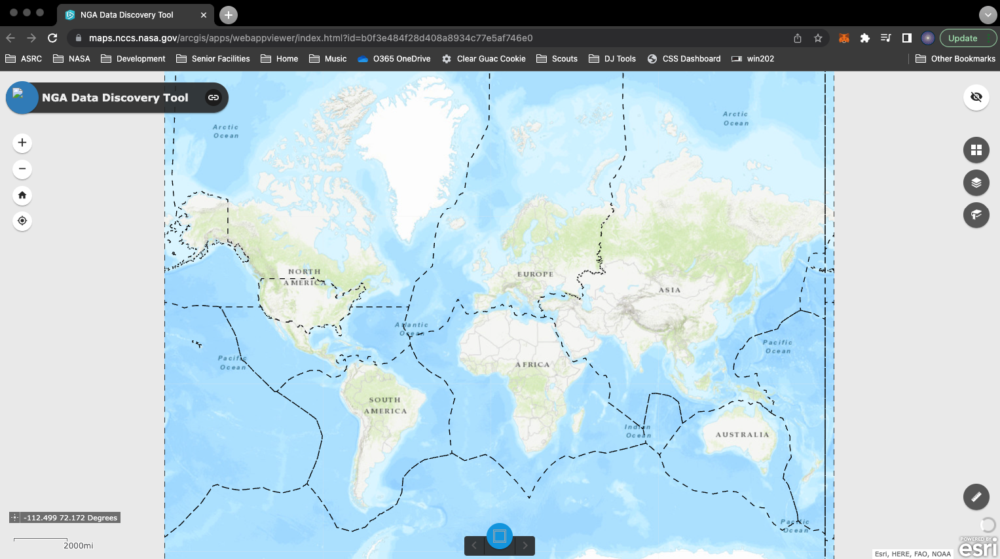 NGA Data Discovery Tool
maps.nccs.nasa.gov/arcgis/apps/webappviewer/index.html?id=b0f3e484f28d408a8934c77e5af746e0
Update
ASRC NASA Development Senior Facilities Home Music O365 OneDrive Clear Guac Cookie Scouts DJ Tools CSS Dashboard win202 Other Bookmarks
NGA Data Discovery Tool
Arctic
Ocean
Arctic
Ocean
NORTH
AMERICA
EUROPE
ASIA
Atlantic
Ocean
Pacific
Ocean
Pacific
Ocean
AFRICA
SOUTH
AMERICA
Indian
Ocean
AUSTRALIA
-112.499 72.172 Degrees
Pacific
Ocean
2000mi
POWERED BY
esri
Esri, HERE, FAO, NOAA